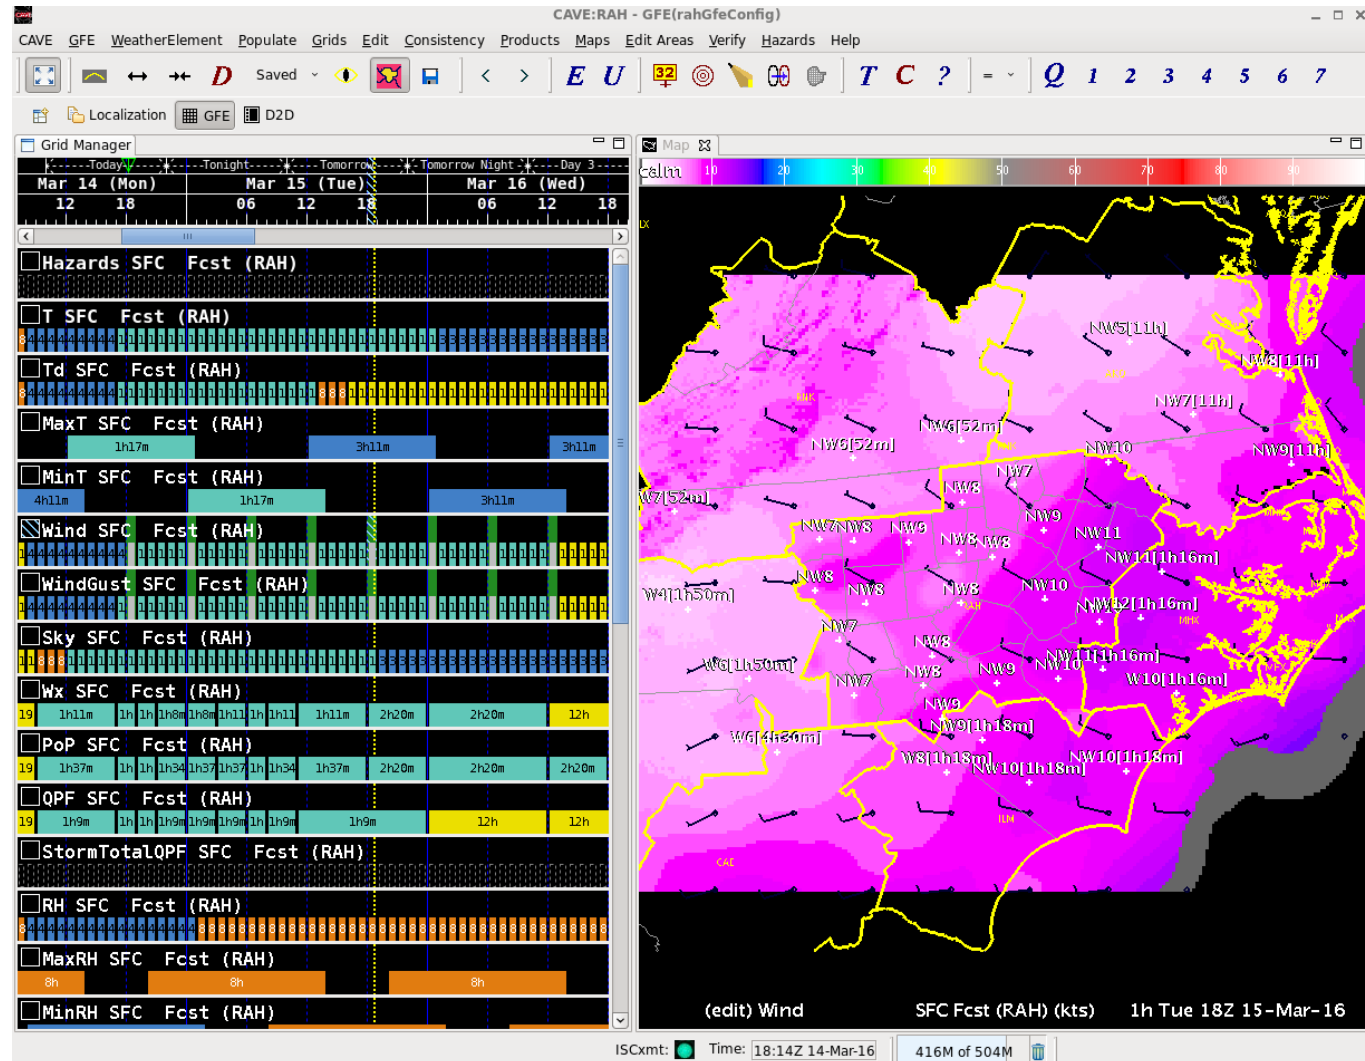 CAVE:RAH - GFE(rahGfeConfig)
CAVE GFE WeatherElement Populate Grids Edit Consistency Products Maps Edit Areas Verify Hazards Help
D Saved E U 32 T C ? = Q 1 2 3 4 5 6 7
Localization GFE D2D
Grid Manager
Today Tonight Tomorrow Tomorrow Night Day 3
Mar 14 (Mon) Mar 15 (Tue) Mar 16 (Wed)
12 18 06 12 18 06 12 18
Hazards SFC Fcst (RAH)
T SFC Fcst (RAH)
Td SFC Fcst (RAH)
MaxT SFC Fcst (RAH)
1h17m 3h11m 3h11m
MinT SFC Fcst (RAH)
4h11m 1h17m 3h11m
Wind SFC Fcst (RAH)
WindGust SFC Fcst (RAH)
Sky SFC Fcst (RAH)
Wx SFC Fcst (RAH)
19 1h11m 1h 1h 1h8m 1h8m 1h11 1h 1h11 1h11m 2h20m 2h20m 12h
PoP SFC Fcst (RAH)
19 1h37m 1h 1h 1h34 1h37 1h37 1h 1h34 1h37m 2h20m 2h20m 2h20m
QPF SFC Fcst (RAH)
19 1h9m 1h 1h 1h9m 1h9m 1h9m 1h 1h9m 1h9m 12h 12h
StormTotalQPF SFC Fcst (RAH)
RH SFC Fcst (RAH)
MaxRH SFC Fcst (RAH)
8h 8h 8h
MinRH SFC Fcst (RAH)
Map
calm 10 20 30 40 50 60 70 80 90
LX
NW5[11h]
AKQ
NW8[11h]
RNK
NW7[11h]
NW6[52m]
NW6[52m]
NW10
NW9[11h]
NW7
NW8
W7[52m]
NW9
NW7 NW8 NW9
NW8 NW8
NW11
NW11[1h16m]
NW8
NW8
NW8
NW10
W4[1h50m]
RAH
NW12[1h16m]
MHX
NW7
NW8
W6[1h50m]
NW11[1h16m]
NW9 NW10
W10[1h16m]
NW7
NW8
NW9
NW9[1h18m]
W6[4h30m]
W8[1h18m]
NW10[1h18m]
NW10[1h18m]
ILM
CAE
(edit) Wind SFC Fcst (RAH) (kts) 1h Tue 18Z 15-Mar-16
ISCxmt: Time: 18:14Z 14-Mar-16 416M of 504M